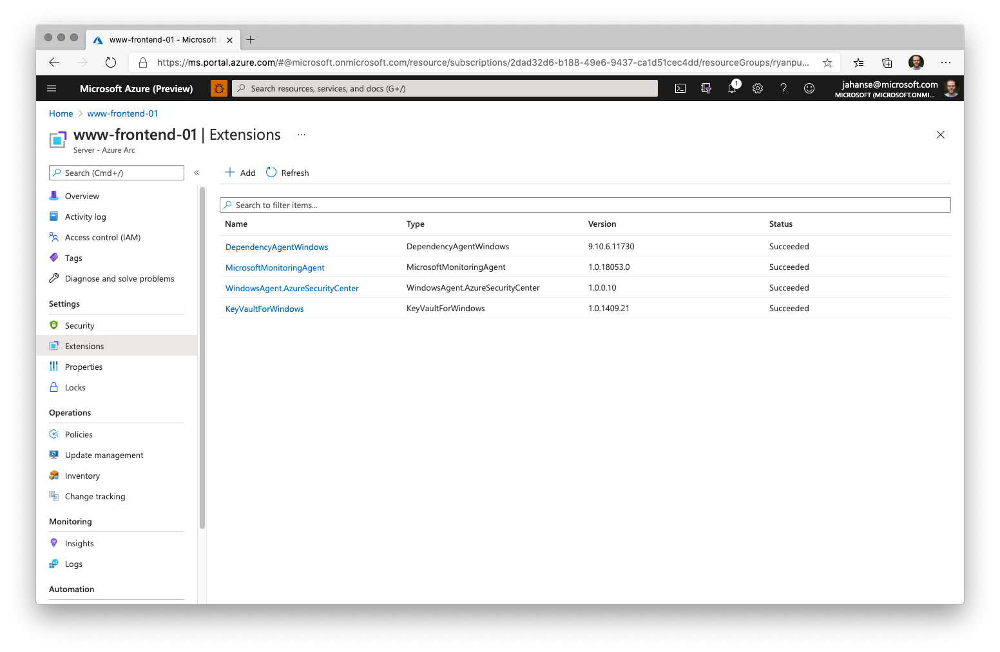 www-frontend-01 - Microsoft
https://ms.portal.azure.com/#@microsoft.onmicrosoft.com/resource/subscriptions/2dad32d6-b188-49e6-9437-ca1d51cec4dd/resourceGroups/ryanpu...
Microsoft Azure (Preview)
Search resources, services, and docs (G+/)
1
jahanse@microsoft.com
MICROSOFT (MICROSOFT.ONMI...
Home > www-frontend-01
www-frontend-01 | Extensions ...
Server - Azure Arc
Search (Cmd+/)
«
Overview
Activity log
Access control (IAM)
Tags
Diagnose and solve problems
Settings
Security
Extensions
Properties
Locks
Operations
Policies
Update management
Inventory
Change tracking
Monitoring
Insights
Logs
Automation
+ Add Refresh
Search to filter items...
Name Type Version Status
DependencyAgentWindows DependencyAgentWindows 9.10.6.11730 Succeeded
MicrosoftMonitoringAgent MicrosoftMonitoringAgent 1.0.18053.0 Succeeded
WindowsAgent.AzureSecurityCenter WindowsAgent.AzureSecurityCenter 1.0.0.10 Succeeded
KeyVaultForWindows KeyVaultForWindows 1.0.1409.21 Succeeded